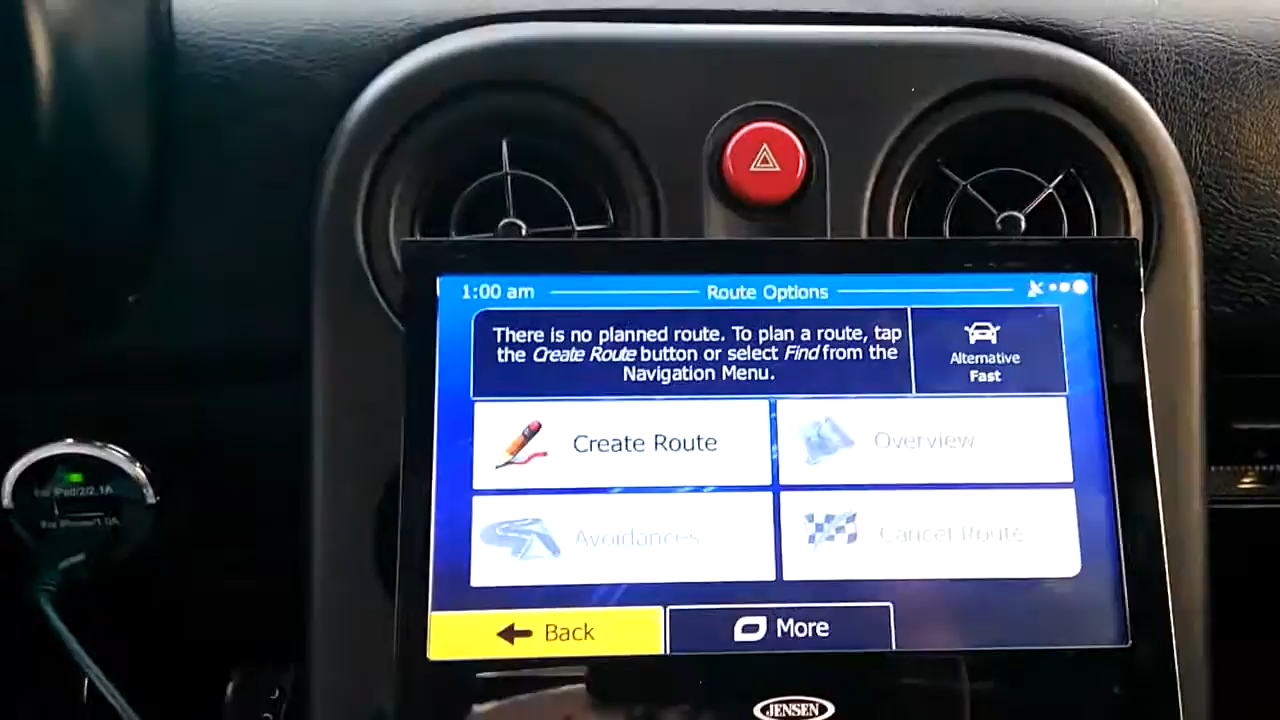 1:00 am
Route Options
There is no planned route. To plan a route, tap
the Create Route button or select Find from the
Navigation Menu.
Alternative
Fast
Create Route
Overview
Avoidances
Cancel Route
Back
More
JENSEN